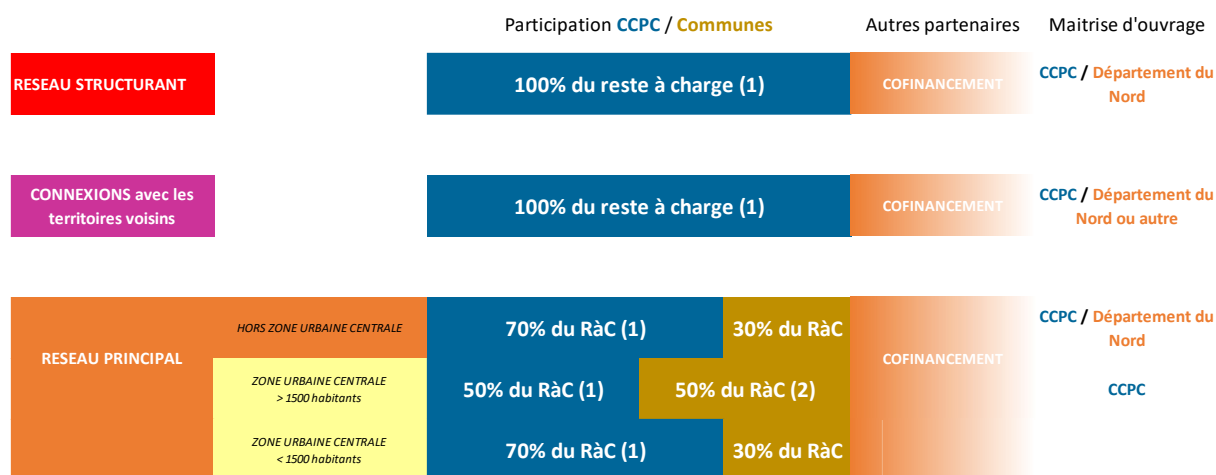 Participation CCPC / Communes
Autres partenaires
Maitrise d'ouvrage
RESEAU STRUCTURANT
100% du reste à charge (1)
COFINANCEMENT
CCPC / Département du
Nord
CONNEXIONS avec les
territoires voisins
100% du reste à charge (1)
COFINANCEMENT
CCPC / Département du
Nord ou autre
RESEAU PRINCIPAL
HORS ZONE URBAINE CENTRALE
70% du RàC (1)
30% du RàC
COFINANCEMENT
CCPC / Département du
Nord
ZONE URBAINE CENTRALE
> 1500 habitants
50% du RàC (1)
50% du RàC (2)
CCPC
ZONE URBAINE CENTRALE
< 1500 habitants
70% du RàC (1)
30% du RàC